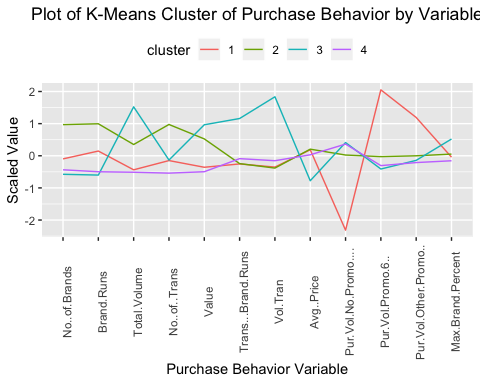 Plot of K-Means Cluster of Purchase Behavior by Variable
cluster 1 2 3 4
2
1
0
-1
-2
Scaled Value
No..of.Brands
Brand.Runs
Total.Volume
No..of..Trans
Value
Trans...Brand.Runs
Vol.Tran
Avg..Price
Pur.Vol.No.Promo....
Pur.Vol.Promo.6..
Pur.Vol.Other.Promo..
Max.Brand.Percent
Purchase Behavior Variable